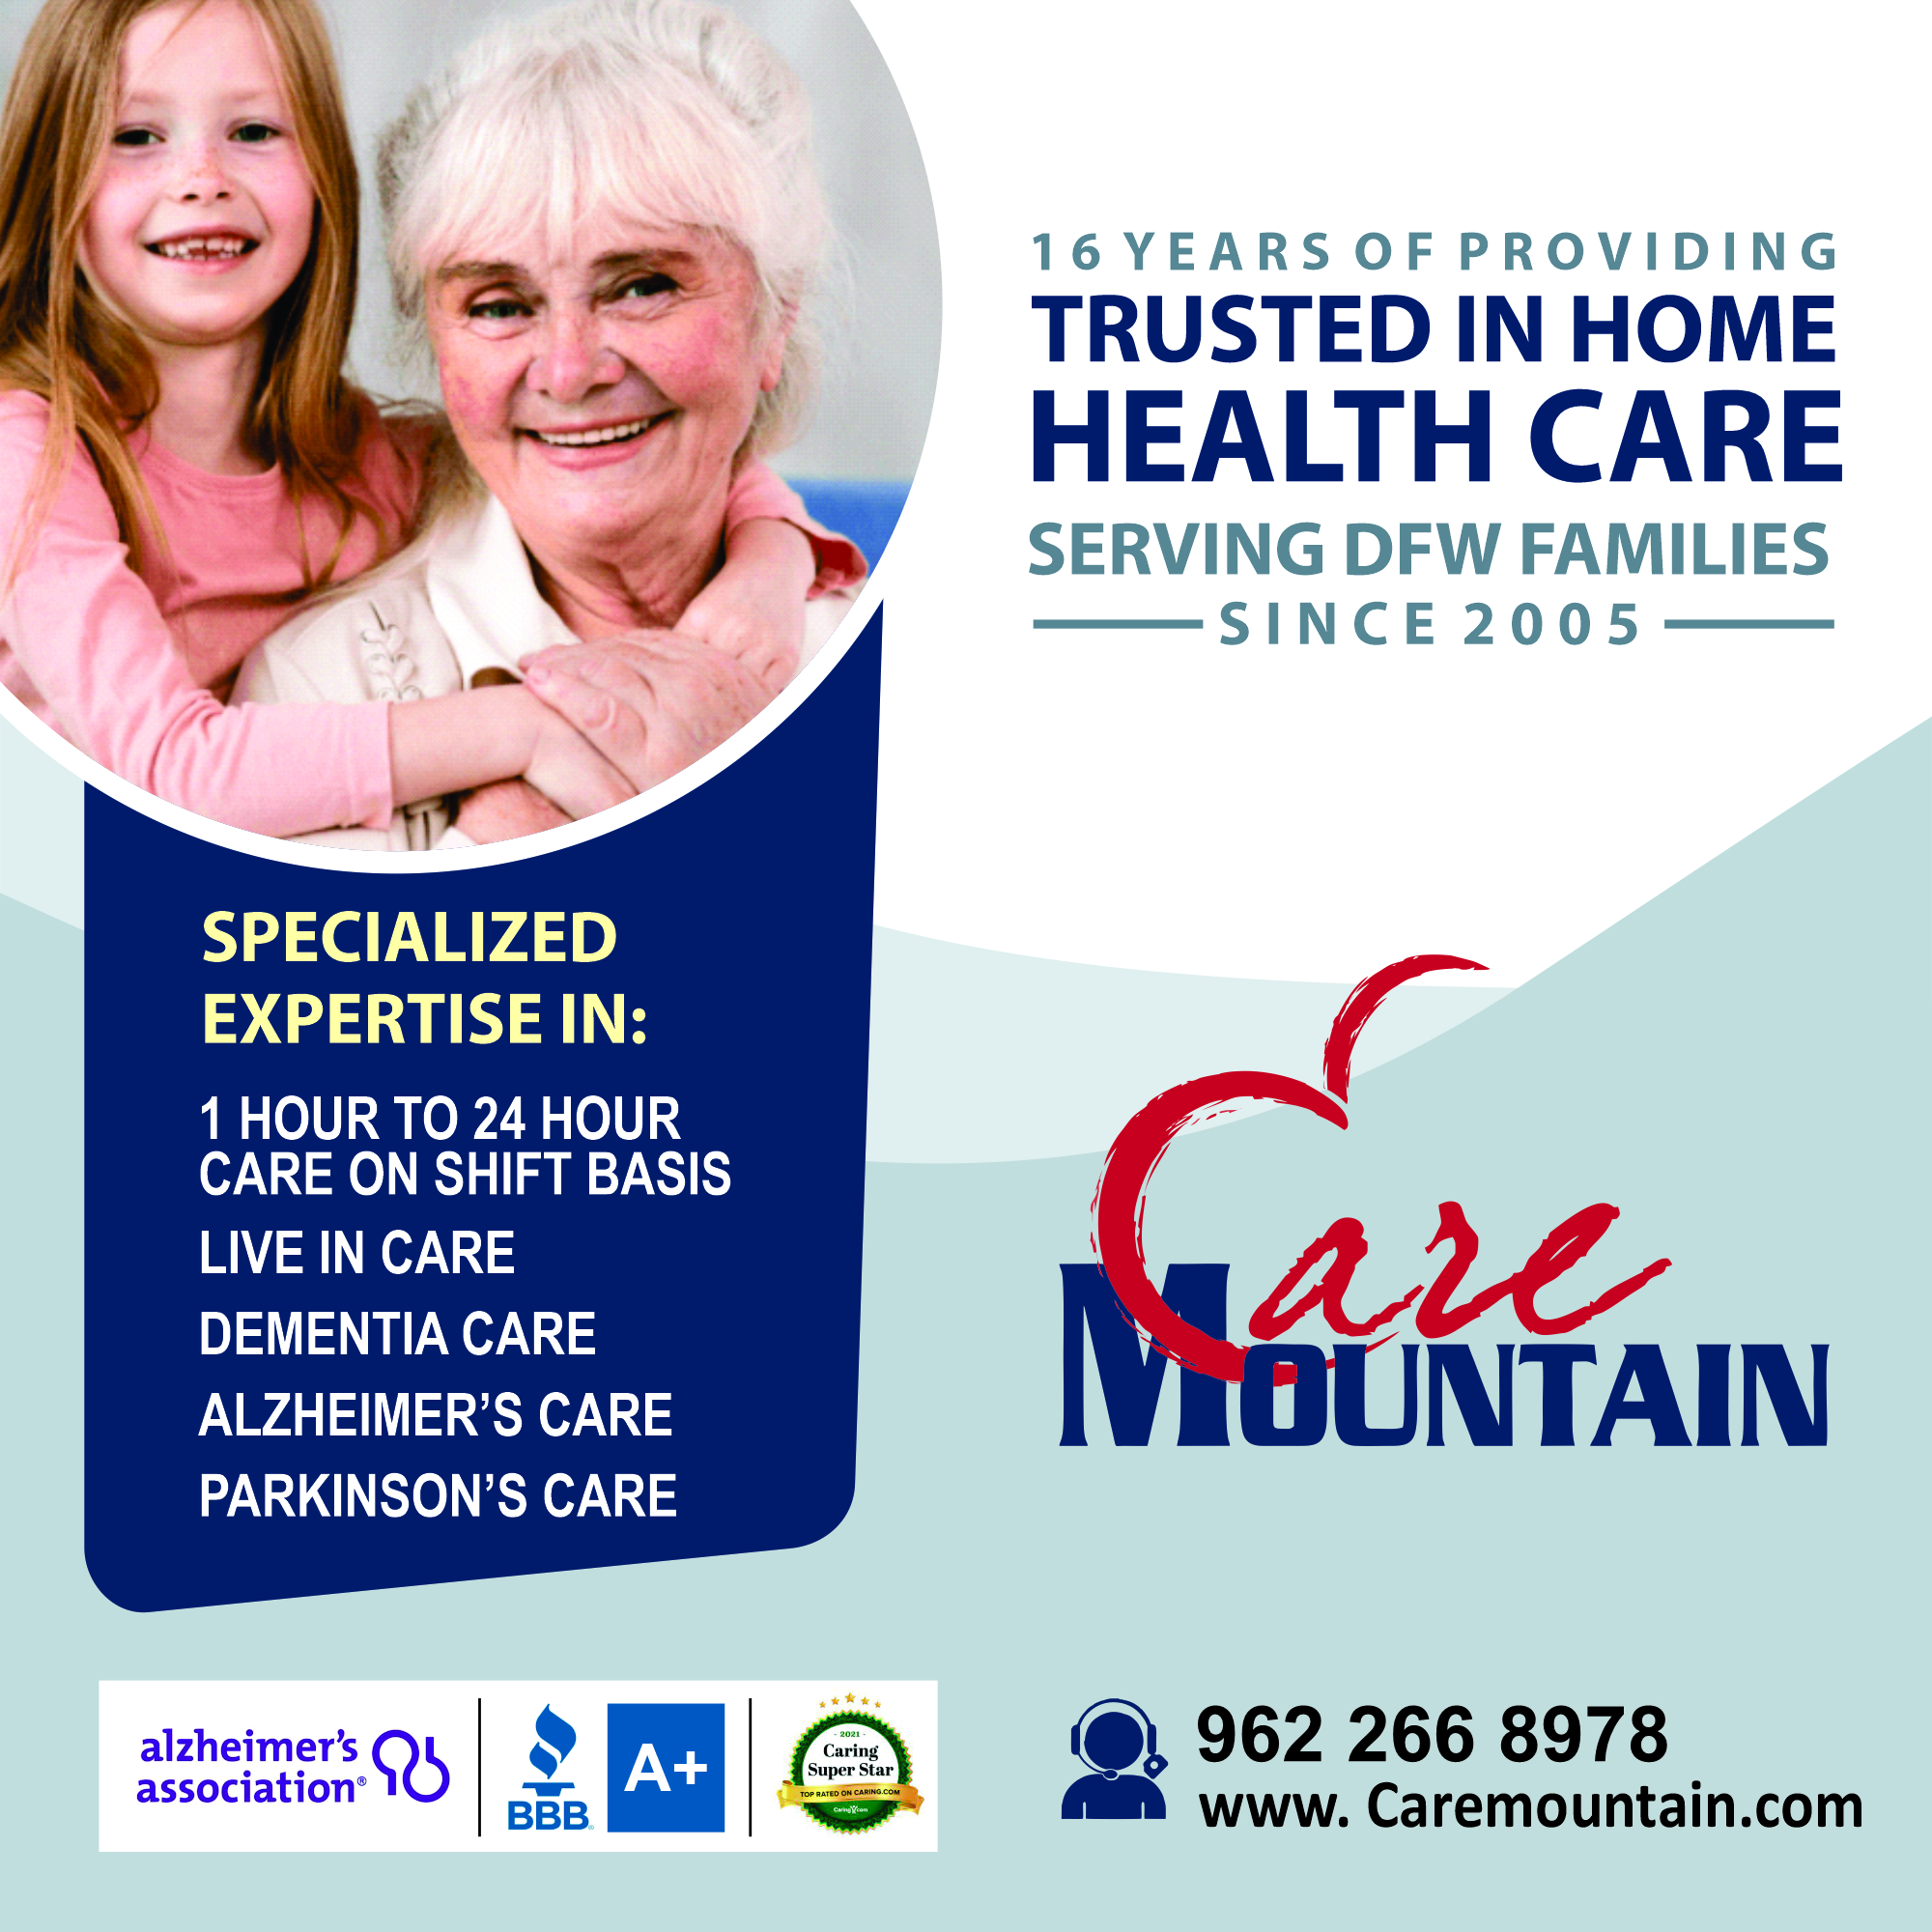 16 YEARS OF PROVIDING
TRUSTED IN HOME
HEALTH CARE
SERVING DFW FAMILIES
SINCE 2005
SPECIALIZED
EXPERTISE IN:
1 HOUR TO 24 HOUR
CARE ON SHIFT BASIS
LIVE IN CARE
DEMENTIA CARE
ALZHEIMER'S CARE
PARKINSON'S CARE
Care
MOUNTAIN
alzheimer's
association®
BBB
A+
- 2021 -
Caring
Super Star
TOP RATED ON CARING.COM
Caring.com
962 266 8978
www. Caremountain.com